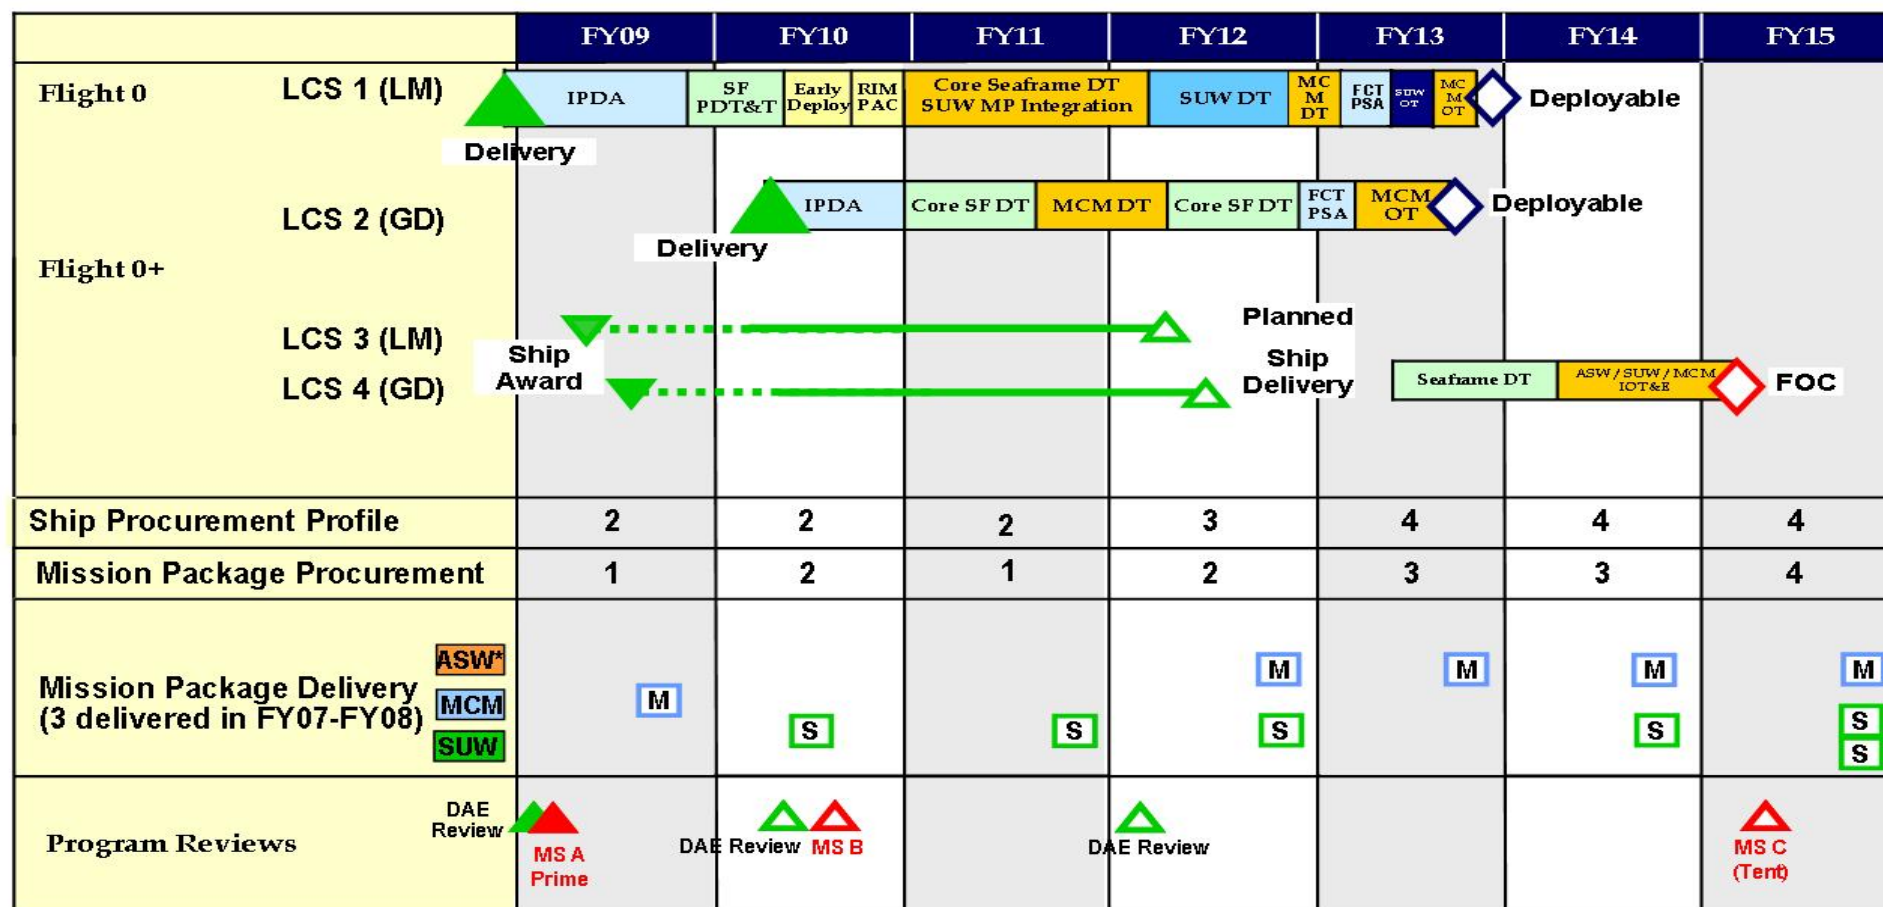 FY09 FY10 FY11 FY12 FY13 FY14 FY15
Flight 0
LCS 1 (LM)
IPDA
SF
PDT&T
Early
Deploy
RIM
PAC
Core Seaframe DT
SUW MP Integration
SUW DT
MC
M
DT
FCT
PSA
SUW
OT
MC
M
OT
Deployable
Delivery
LCS 2 (GD)
IPDA
Core SF DT
MCM DT
Core SF DT
FCT
PSA
MCM
OT
Deployable
Delivery
Flight 0+
LCS 3 (LM)
Planned
Ship
Delivery
Ship
Award
LCS 4 (GD)
Seaframe DT
ASW / SUW / MCM
IOT&E
FOC
Ship Procurement Profile 2 2 2 3 4 4 4
Mission Package Procurement 1 2 1 2 3 3 4
Mission Package Delivery
(3 delivered in FY07-FY08)
ASW*
MCM
SUW
M M M M M
S S S S S
S
Program Reviews
DAE
Review
MS A
Prime
DAE Review
MS B
DAE Review
MS C
(Tent)